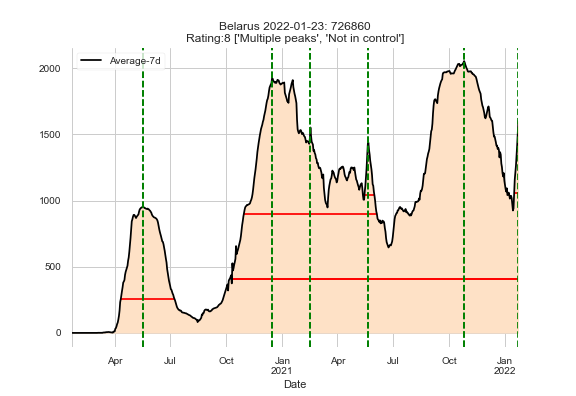 Belarus 2022-01-23: 726860
Rating:8 ['Multiple peaks', 'Not in control']
Average-7d
2000
1500
1000
500
0
Apr Jul Oct Jan Apr Jul Oct Jan
2021 2022
Date